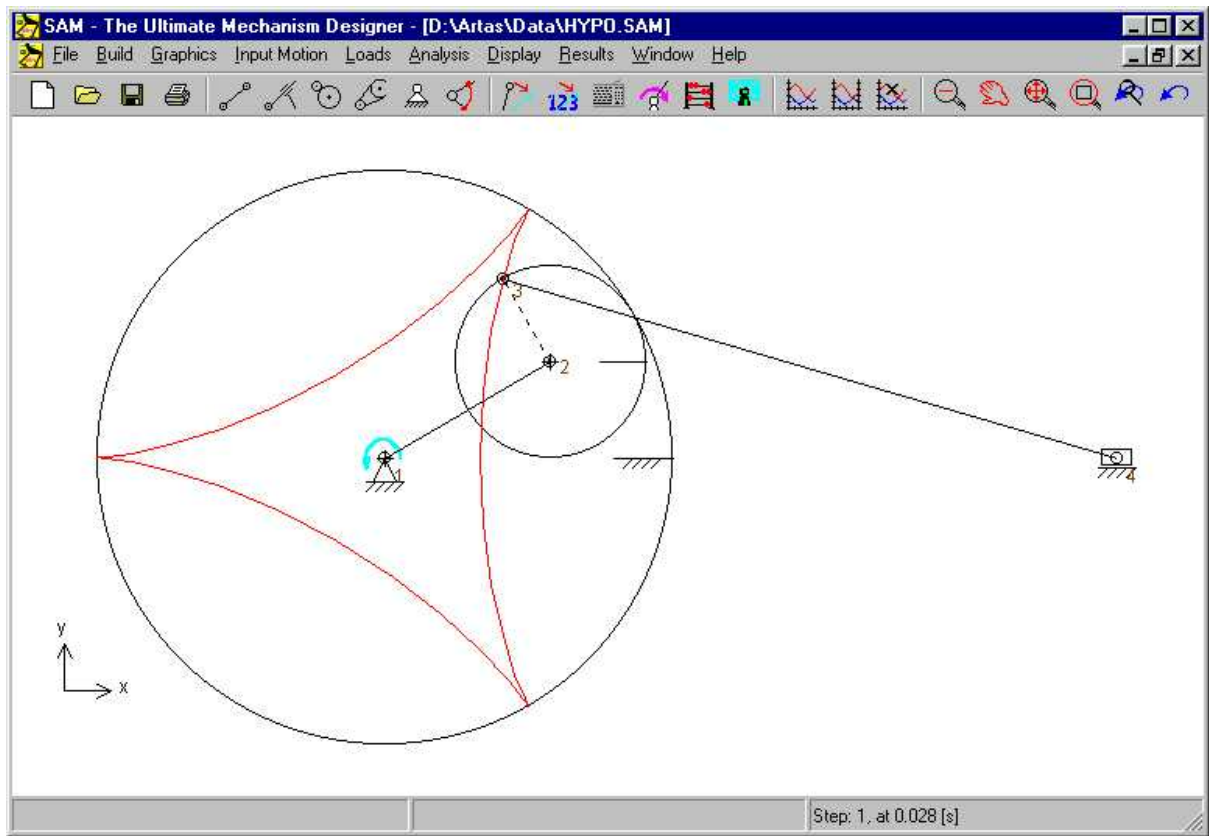 SAM - The Ultimate Mechanism Designer - [D:\Artas\Data\HYPO.SAM]
File Build Graphics Input Motion Loads Analysis Display Results Window Help
123
3
2
1
4
y
x
Step: 1, at 0.028 [s]